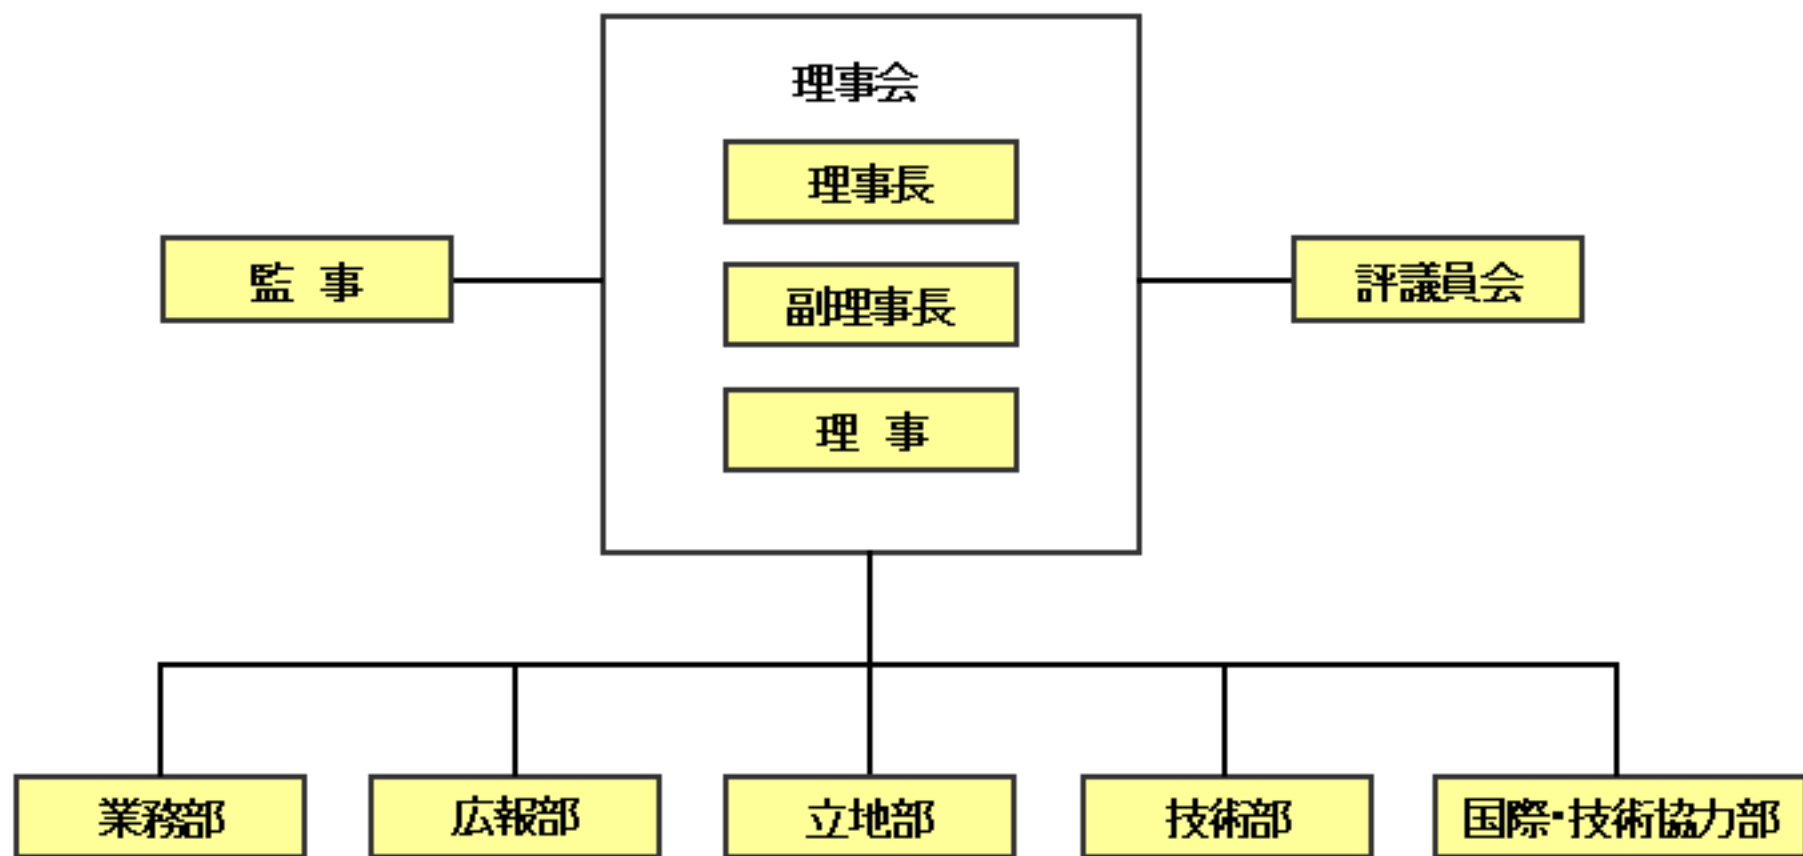 理事会
理事長
副理事長
理 事
監 事
評議員会
業務部
広報部
立地部
技術部
国際・技術協力部